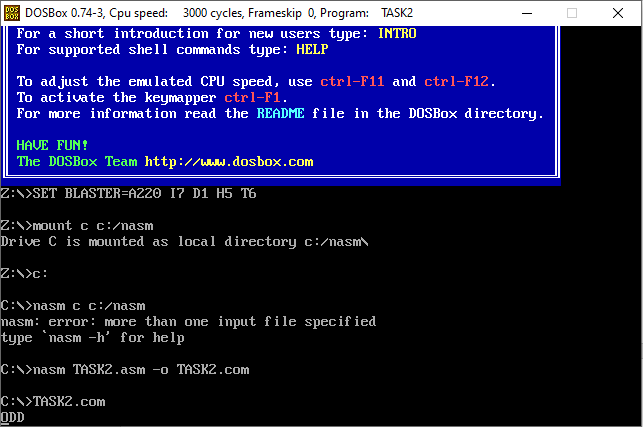 DOSBox 0.74-3, Cpu speed: 3000 cycles, Frameskip 0, Program: TASK2
For a short introduction for new users type: INTRO
For supported shell commands type: HELP
To adjust the emulated CPU speed, use ctrl-F11 and ctrl-F12.
To activate the keymapper ctrl-F1.
For more information read the README file in the DOSBox directory.
HAVE FUN!
The DOSBox Team http://www.dosbox.com
Z:\>SET BLASTER=A220 I7 D1 H5 T6
Z:\>mount c c:/nasm
Drive C is mounted as local directory c:/nasm\
Z:\>c:
C:\>nasm c c:/nasm
nasm: error: more than one input file specified
type `nasm -h' for help
C:\>nasm TASK2.asm -o TASK2.com
C:\>TASK2.com
ODD